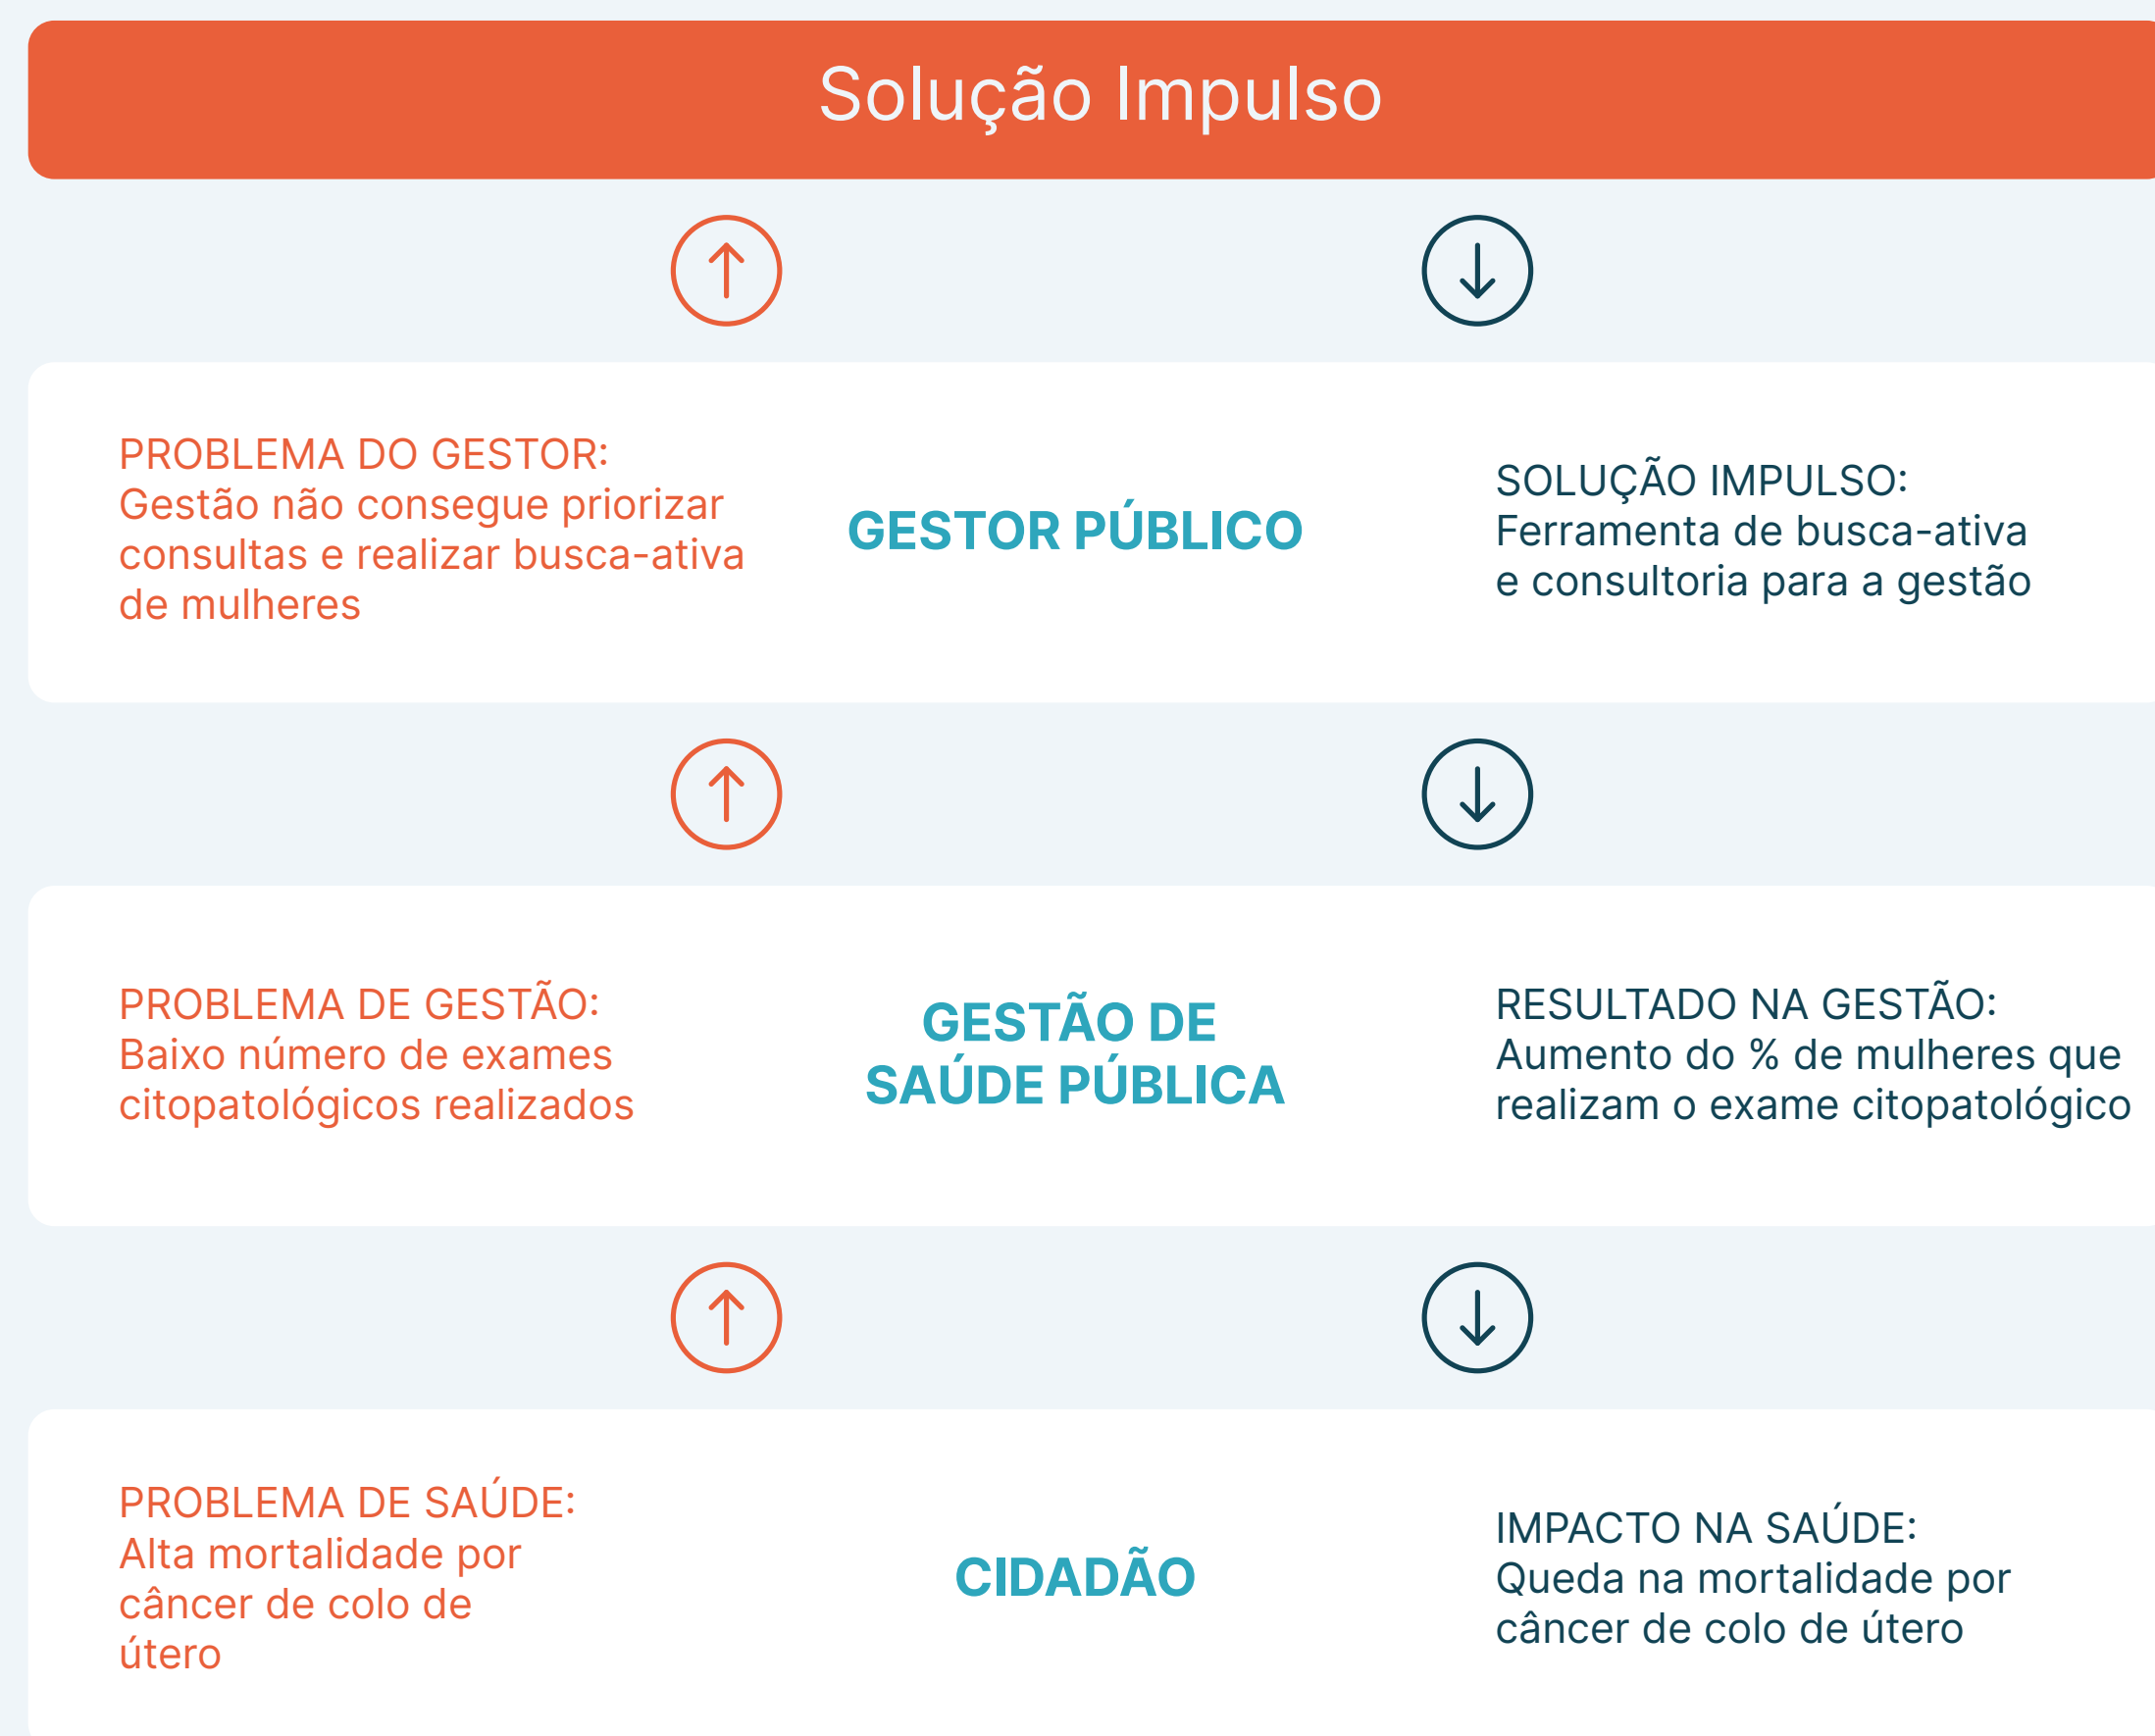 Solução Impulso
PROBLEMA DO GESTOR:
Gestão não consegue priorizar
consultas e realizar busca-ativa
de mulheres
GESTOR PÚBLICO
SOLUÇÃO IMPULSO:
Ferramenta de busca-ativa
e consultoria para a gestão
PROBLEMA DE GESTÃO:
Baixo número de exames
citopatológicos realizados
GESTÃO DE
SAÚDE PÚBLICA
RESULTADO NA GESTÃO:
Aumento do % de mulheres que
realizam o exame citopatológico
PROBLEMA DE SAÚDE:
Alta mortalidade por
câncer de colo de
útero
CIDADÃO
IMPACTO NA SAÚDE:
Queda na mortalidade por
câncer de colo de útero